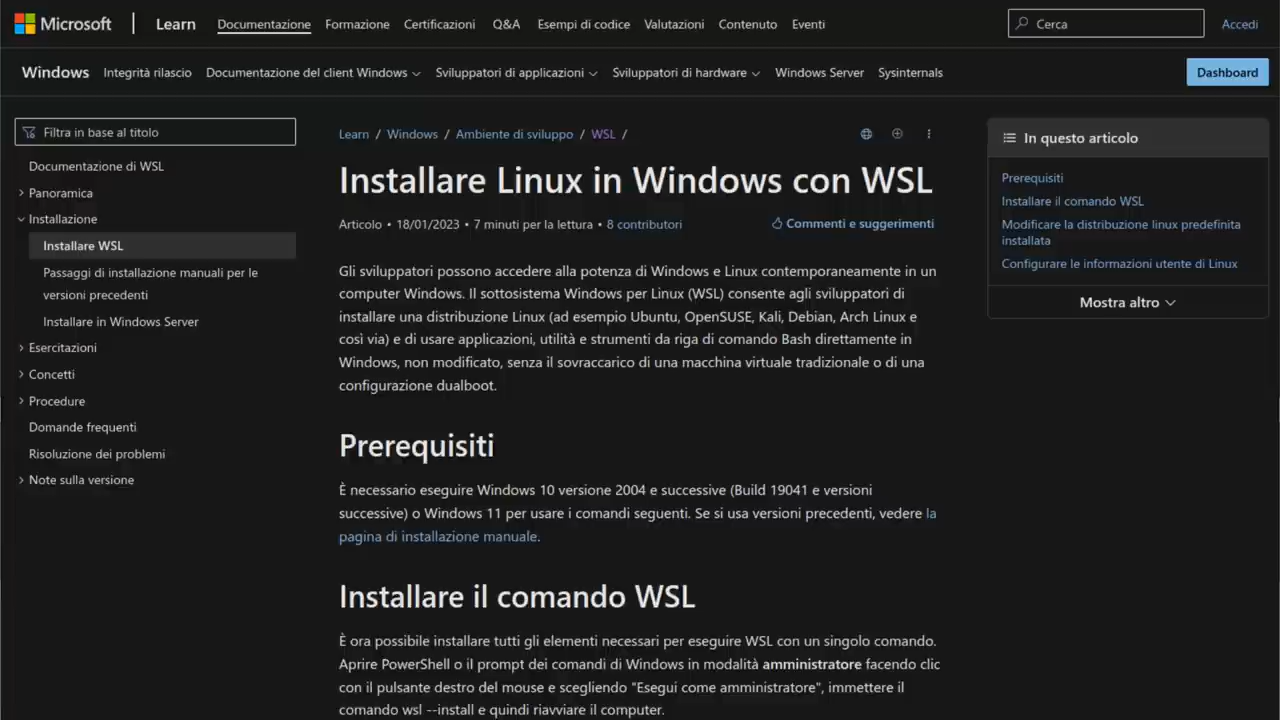 Microsoft Learn Documentazione Formazione Certificazioni Q&A Esempi di codice Valutazioni Contenuto Eventi Cerca Accedi
Windows Integrità rilascio Documentazione del client Windows Sviluppatori di applicazioni Sviluppatori di hardware Windows Server Sysinternals Dashboard
Filtra in base al titolo
Documentazione di WSL
Panoramica
Installazione
Installare WSL
Passaggi di installazione manuali per le
versioni precedenti
Installare in Windows Server
Esercitazioni
Concetti
Procedure
Domande frequenti
Risoluzione dei problemi
Note sulla versione
Learn / Windows / Ambiente di sviluppo / WSL /
Installare Linux in Windows con WSL
Articolo • 18/01/2023 • 7 minuti per la lettura • 8 contributori Commenti e suggerimenti
Gli sviluppatori possono accedere alla potenza di Windows e Linux contemporaneamente in un
computer Windows. Il sottosistema Windows per Linux (WSL) consente agli sviluppatori di
installare una distribuzione Linux (ad esempio Ubuntu, OpenSUSE, Kali, Debian, Arch Linux e
così via) e di usare applicazioni, utilità e strumenti da riga di comando Bash direttamente in
Windows, non modificato, senza il sovraccarico di una macchina virtuale tradizionale o di una
configurazione dualboot.
Prerequisiti
È necessario eseguire Windows 10 versione 2004 e successive (Build 19041 e versioni
successive) o Windows 11 per usare i comandi seguenti. Se si usa versioni precedenti, vedere la
pagina di installazione manuale.
Installare il comando WSL
È ora possibile installare tutti gli elementi necessari per eseguire WSL con un singolo comando.
Aprire PowerShell o il prompt dei comandi di Windows in modalità amministratore facendo clic
con il pulsante destro del mouse e scegliendo "Esegui come amministratore", immettere il
comando wsl --install e quindi riavviare il computer.
In questo articolo
Prerequisiti
Installare il comando WSL
Modificare la distribuzione linux predefinita
installata
Configurare le informazioni utente di Linux
Mostra altro